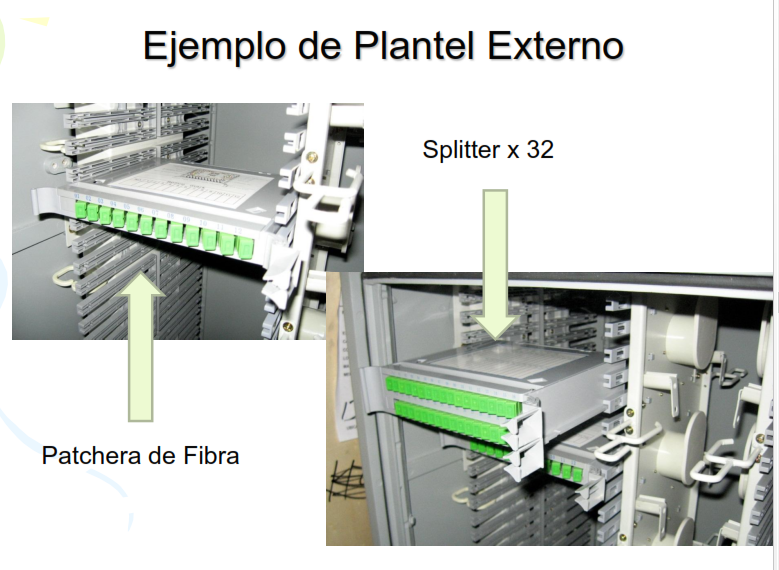 Ejemplo de Plantel Externo
Splitter x 32
Patchera de Fibra